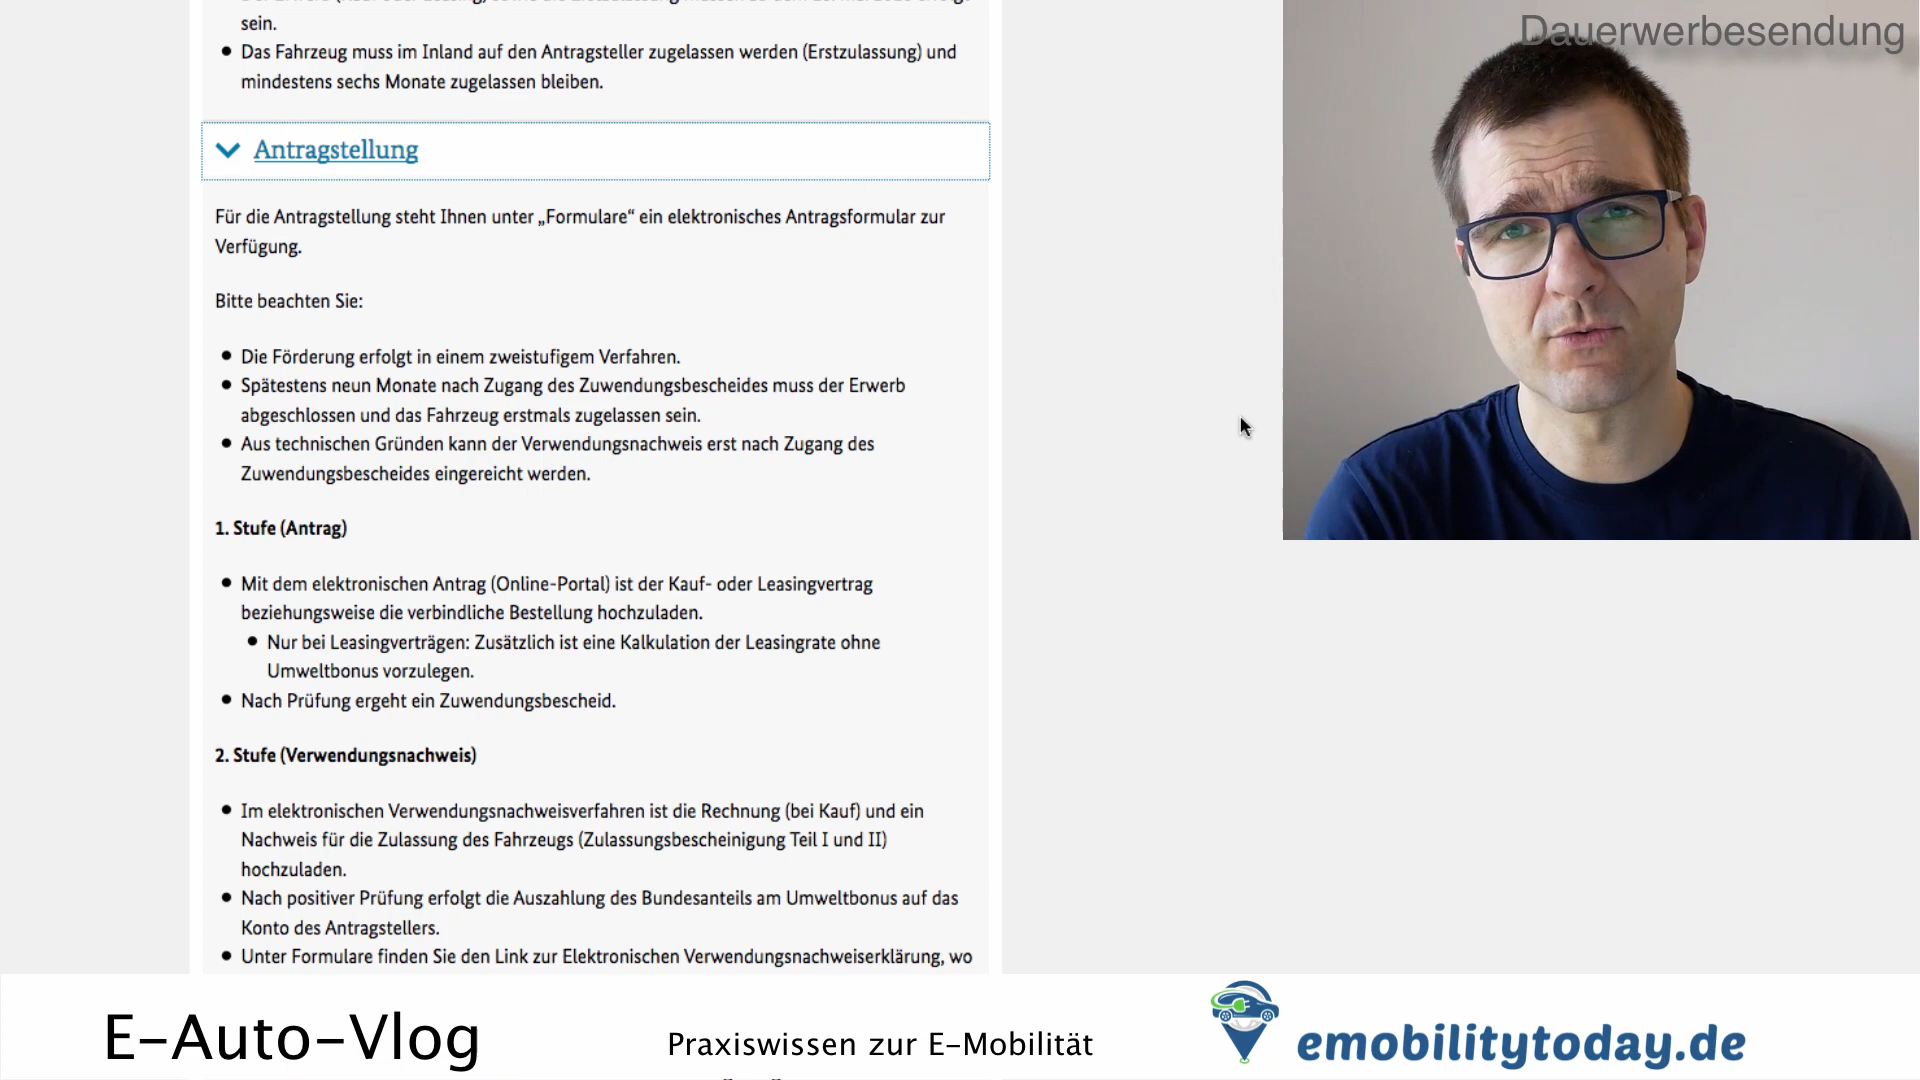 sein.
Das Fahrzeug muss im Inland auf den Antragsteller zugelassen werden (Erstzulassung) und
mindestens sechs Monate zugelassen bleiben.
Antragstellung
Für die Antragstellung steht Ihnen unter „Formulare“ ein elektronisches Antragsformular zur
Verfügung.
Bitte beachten Sie:
Die Förderung erfolgt in einem zweistufigem Verfahren.
Spätestens neun Monate nach Zugang des Zuwendungsbescheides muss der Erwerb
abgeschlossen und das Fahrzeug erstmals zugelassen sein.
Aus technischen Gründen kann der Verwendungsnachweis erst nach Zugang des
Zuwendungsbescheides eingereicht werden.
1. Stufe (Antrag)
Mit dem elektronischen Antrag (Online-Portal) ist der Kauf- oder Leasingvertrag
beziehungsweise die verbindliche Bestellung hochzuladen.
Nur bei Leasingverträgen: Zusätzlich ist eine Kalkulation der Leasingrate ohne
Umweltbonus vorzulegen.
Nach Prüfung ergeht ein Zuwendungsbescheid.
2. Stufe (Verwendungsnachweis)
Im elektronischen Verwendungsnachweisverfahren ist die Rechnung (bei Kauf) und ein
Nachweis für die Zulassung des Fahrzeugs (Zulassungsbescheinigung Teil I und II)
hochzuladen.
Nach positiver Prüfung erfolgt die Auszahlung des Bundesanteils am Umweltbonus auf das
Konto des Antragstellers.
Unter Formulare finden Sie den Link zur Elektronischen Verwendungsnachweiserklärung, wo
Dauerwerbesendung
E-Auto-Vlog
Praxiswissen zur E-Mobilität
emobilitytoday.de